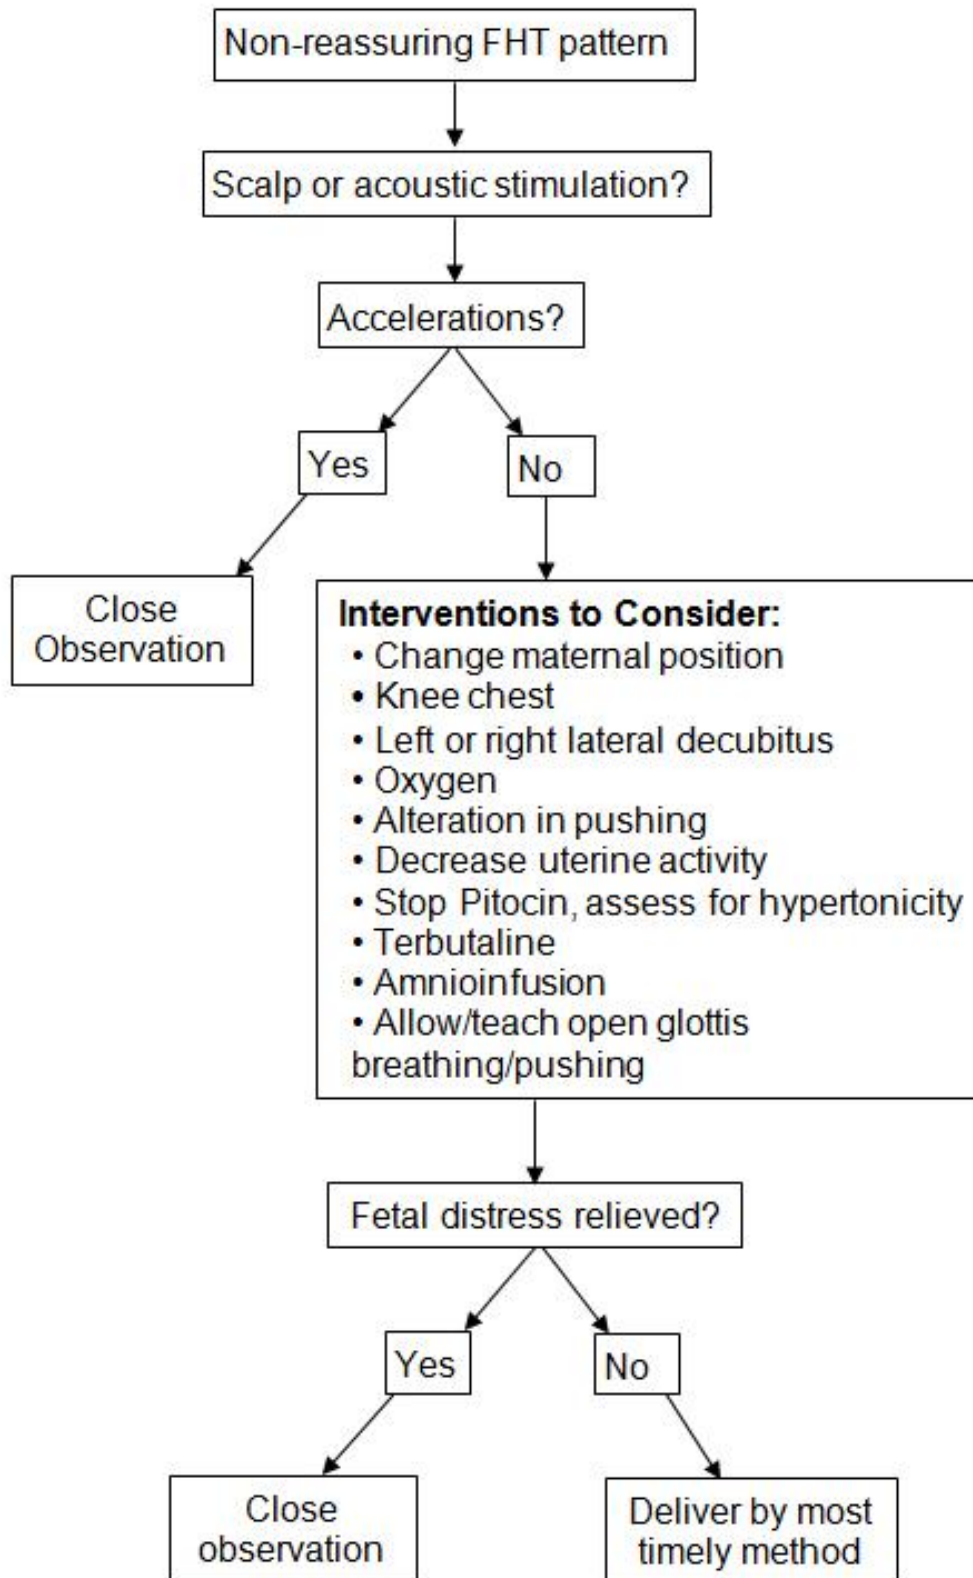 Non-reassuring FHT pattern
Scalp or acoustic stimulation?
Accelerations?
Yes
No
Close
Observation
Interventions to Consider:
• Change maternal position
• Knee chest
• Left or right lateral decubitus
• Oxygen
• Alteration in pushing
• Decrease uterine activity
• Stop Pitocin, assess for hypertonicity
• Terbutaline
• Amnioinfusion
• Allow/teach open glottis
breathing/pushing
Fetal distress relieved?
Yes
No
Close
observation
Deliver by most
timely method